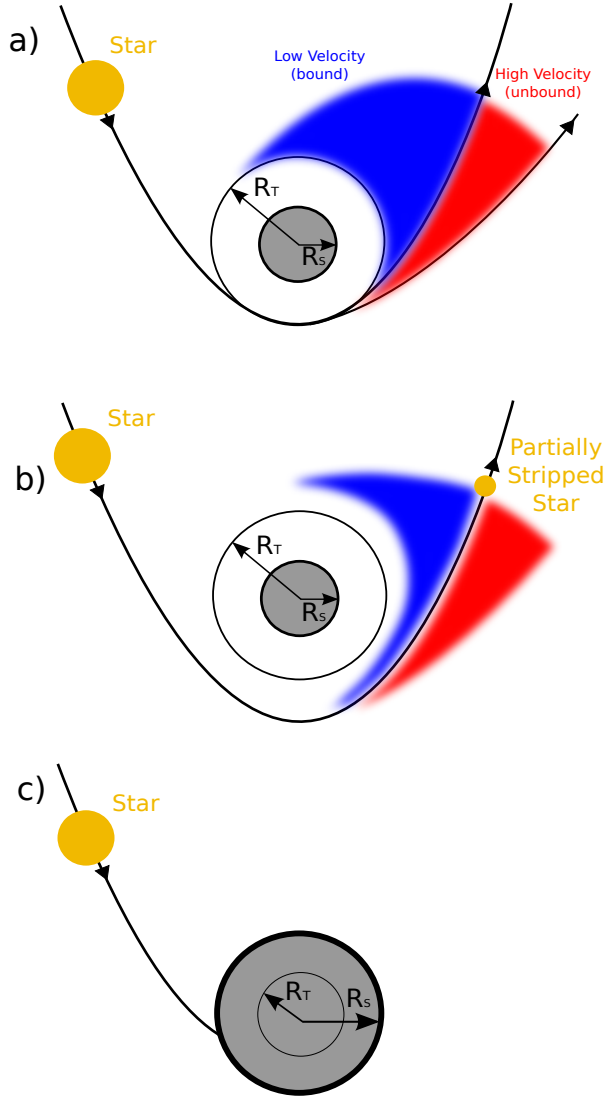 a)
Star
Low Velocity
(bound)
High Velocity
(unbound)
RT
RS
b)
Star
Partially
Stripped
Star
RT
RS
c)
Star
RT
RS